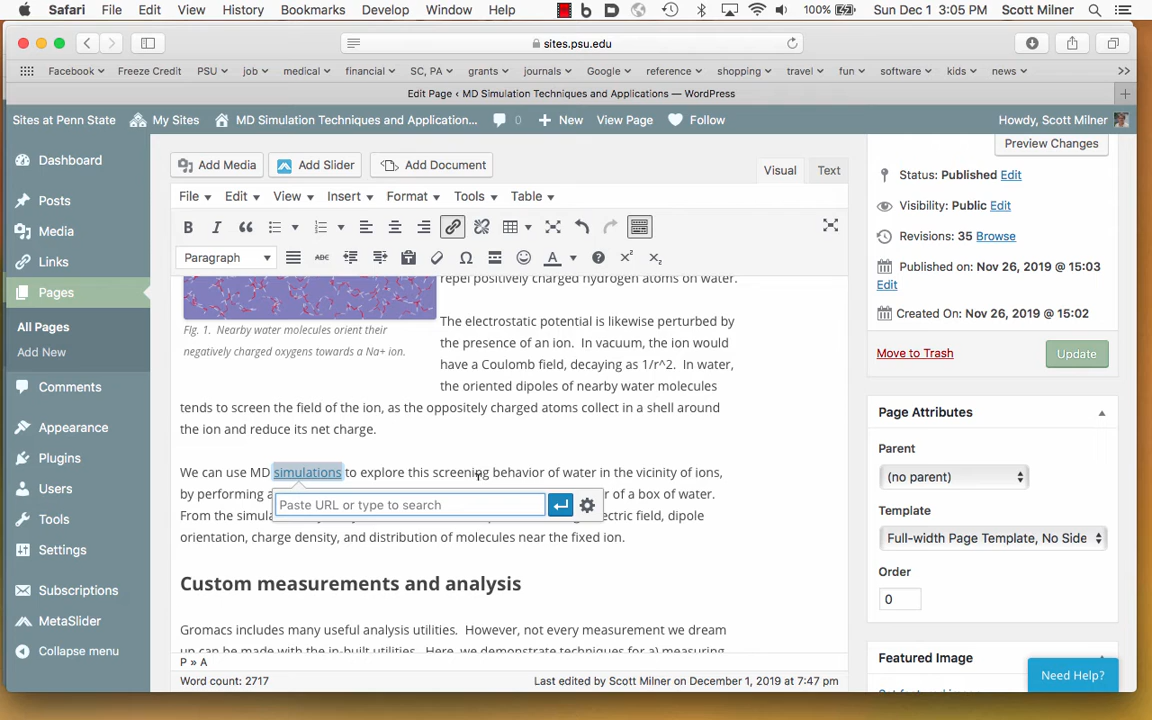 Safari File Edit View History Bookmarks Develop Window Help 100% Sun Dec 1 3:05 PM Scott Milner
sites.psu.edu
Facebook Freeze Credit PSU job medical financial SC, PA grants journals Google reference shopping travel fun software kids news
Edit Page ‹ MD Simulation Techniques and Applications — WordPress
Sites at Penn State My Sites MD Simulation Techniques and Application... 0 New View Page Follow Howdy, Scott Milner
Dashboard
Posts
Media
Links
Pages
All Pages
Add New
Comments
Appearance
Plugins
Users
Tools
Settings
Subscriptions
MetaSlider
Collapse menu
Add Media Add Slider Add Document Visual Text
File Edit View Insert Format Tools Table
Paragraph
repel positively charged hydrogen atoms on water.
The electrostatic potential is likewise perturbed by
the presence of an ion. In vacuum, the ion would
have a Coulomb field, decaying as 1/r^2. In water,
the oriented dipoles of nearby water molecules
FIg. 1. Nearby water molecules orient their
negatively charged oxygens towards a Na+ ion.
tends to screen the field of the ion, as the oppositely charged atoms collect in a shell around
the ion and reduce its net charge.
We can use MD simulations to explore this screening behavior of water in the vicinity of ions,
by performing a r of a box of water.
Paste URL or type to search
From the simula ectric field, dipole
orientation, charge density, and distribution of molecules near the fixed ion.
Custom measurements and analysis
Gromacs includes many useful analysis utilities. However, not every measurement we dream
up can be made with the in-built utilities. Here, we demonstrate techniques for a) measuring
P » A
Word count: 2717 Last edited by Scott Milner on December 1, 2019 at 7:47 pm
Preview Changes
Status: Published Edit
Visibility: Public Edit
Revisions: 35 Browse
Published on: Nov 26, 2019 @ 15:03
Edit
Created On: Nov 26, 2019 @ 15:02
Move to Trash Update
Page Attributes
Parent
(no parent)
Template
Full-width Page Template, No Side
Order
0
Featured Image
Need Help?